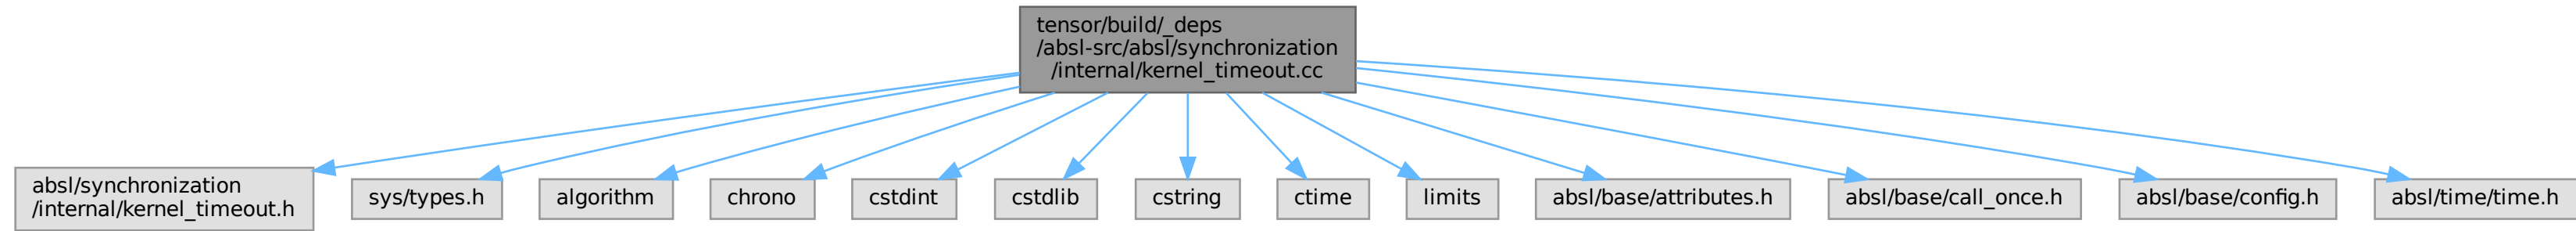 tensor/build/_deps
/absl-src/absl/synchronization
/internal/kernel_timeout.cc
absl/synchronization
/internal/kernel_timeout.h
sys/types.h
algorithm
chrono
cstdint
cstdlib
cstring
ctime
limits
absl/base/attributes.h
absl/base/call_once.h
absl/base/config.h
absl/time/time.h